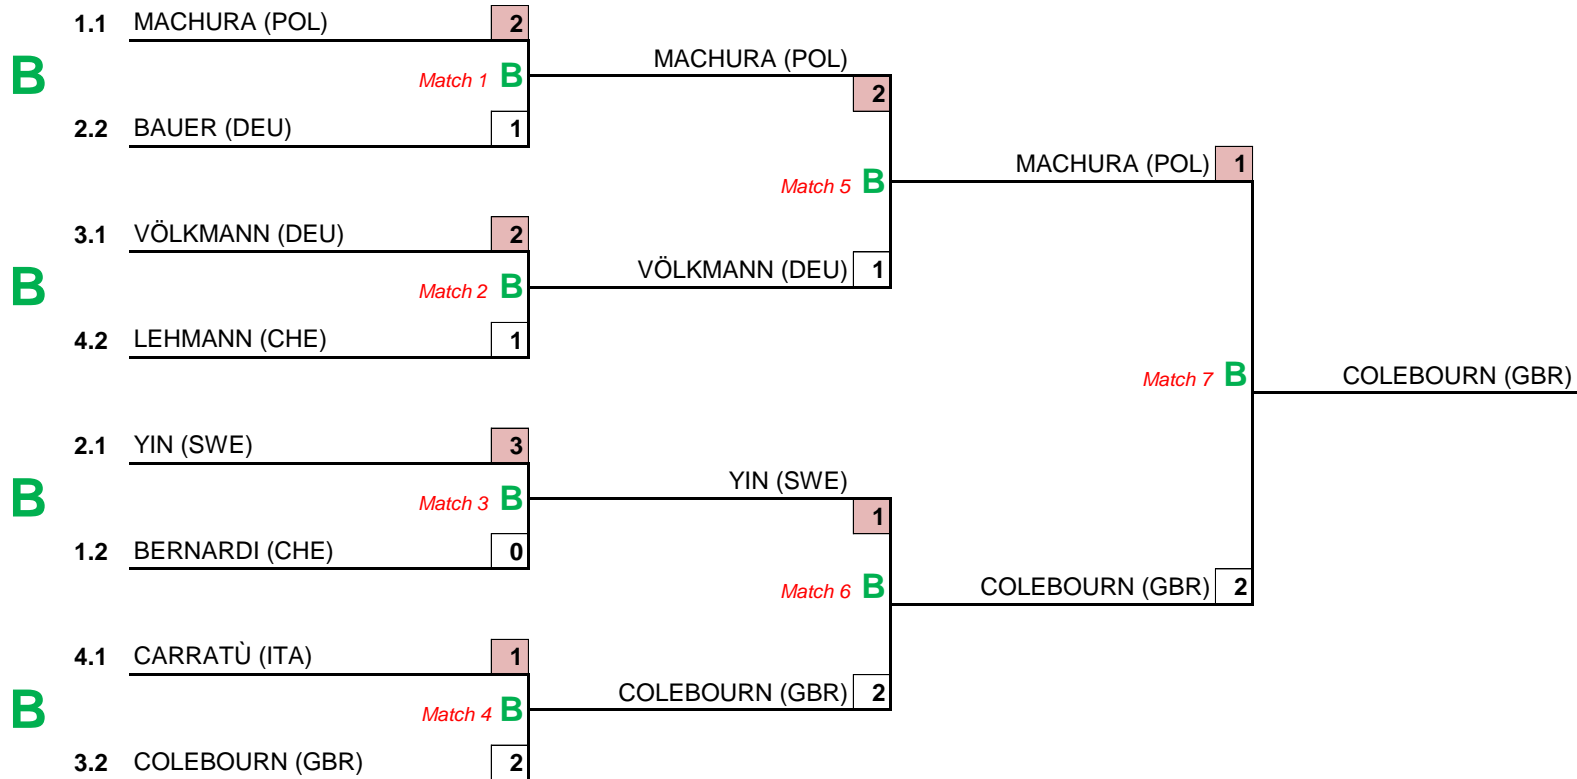 1.1 MACHURA (POL) 2
MACHURA (POL)
B Match 1 B
2
2.2 BAUER (DEU) 1
MACHURA (POL) 1
Match 5 B
3.1 VÖLKMANN (DEU) 2
VÖLKMANN (DEU) 1
B Match 2 B
4.2 LEHMANN (CHE) 1
Match 7 B COLEBOURN (GBR)
2.1 YIN (SWE) 3
YIN (SWE)
B Match 3 B
1
1.2 BERNARDI (CHE) 0
Match 6 B COLEBOURN (GBR) 2
4.1 CARRATÙ (ITA) 1
COLEBOURN (GBR) 2
B Match 4 B
3.2 COLEBOURN (GBR) 2